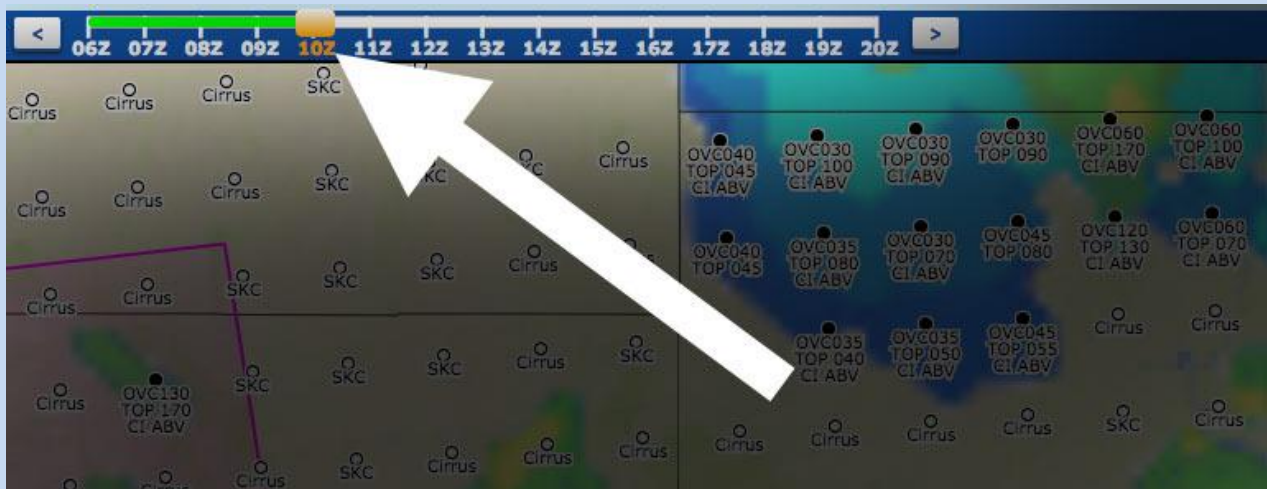 < 06Z 07Z 08Z 09Z 10Z 11Z 12Z 13Z 14Z 15Z 16Z 17Z 18Z 19Z 20Z >
Cirrus Cirrus Cirrus SKC
Cirrus Cirrus Cirrus SKC KC Cirrus
OVC040 OVC030 OVC030 OVC030 OVC060 OVC060
TOP 045 TOP 100 TOP 090 TOP 090 TOP 170 TOP 100
CI ABV CI ABV CI ABV CI ABV CI ABV
Cirrus Cirrus SKC SKC SKC Cirrus
OVC040 OVC035 OVC030 OVC045 OVC120 OVC060
TOP 045 TOP 080 TOP 070 TOP 080 TOP 130 TOP 070
CI ABV CI ABV CI ABV CI ABV
Cirrus OVC130 SKC SKC SKC Cirrus SKC
TOP 170
CI ABV
OVC035 OVC035 OVC045 Cirrus Cirrus
TOP 040 TOP 050 TOP 055
CI ABV CI ABV CI ABV
Cirrus Cirrus SKC Cirrus Cirrus Cirrus Cirrus Cirrus Cirrus Cirrus SKC Cirrus